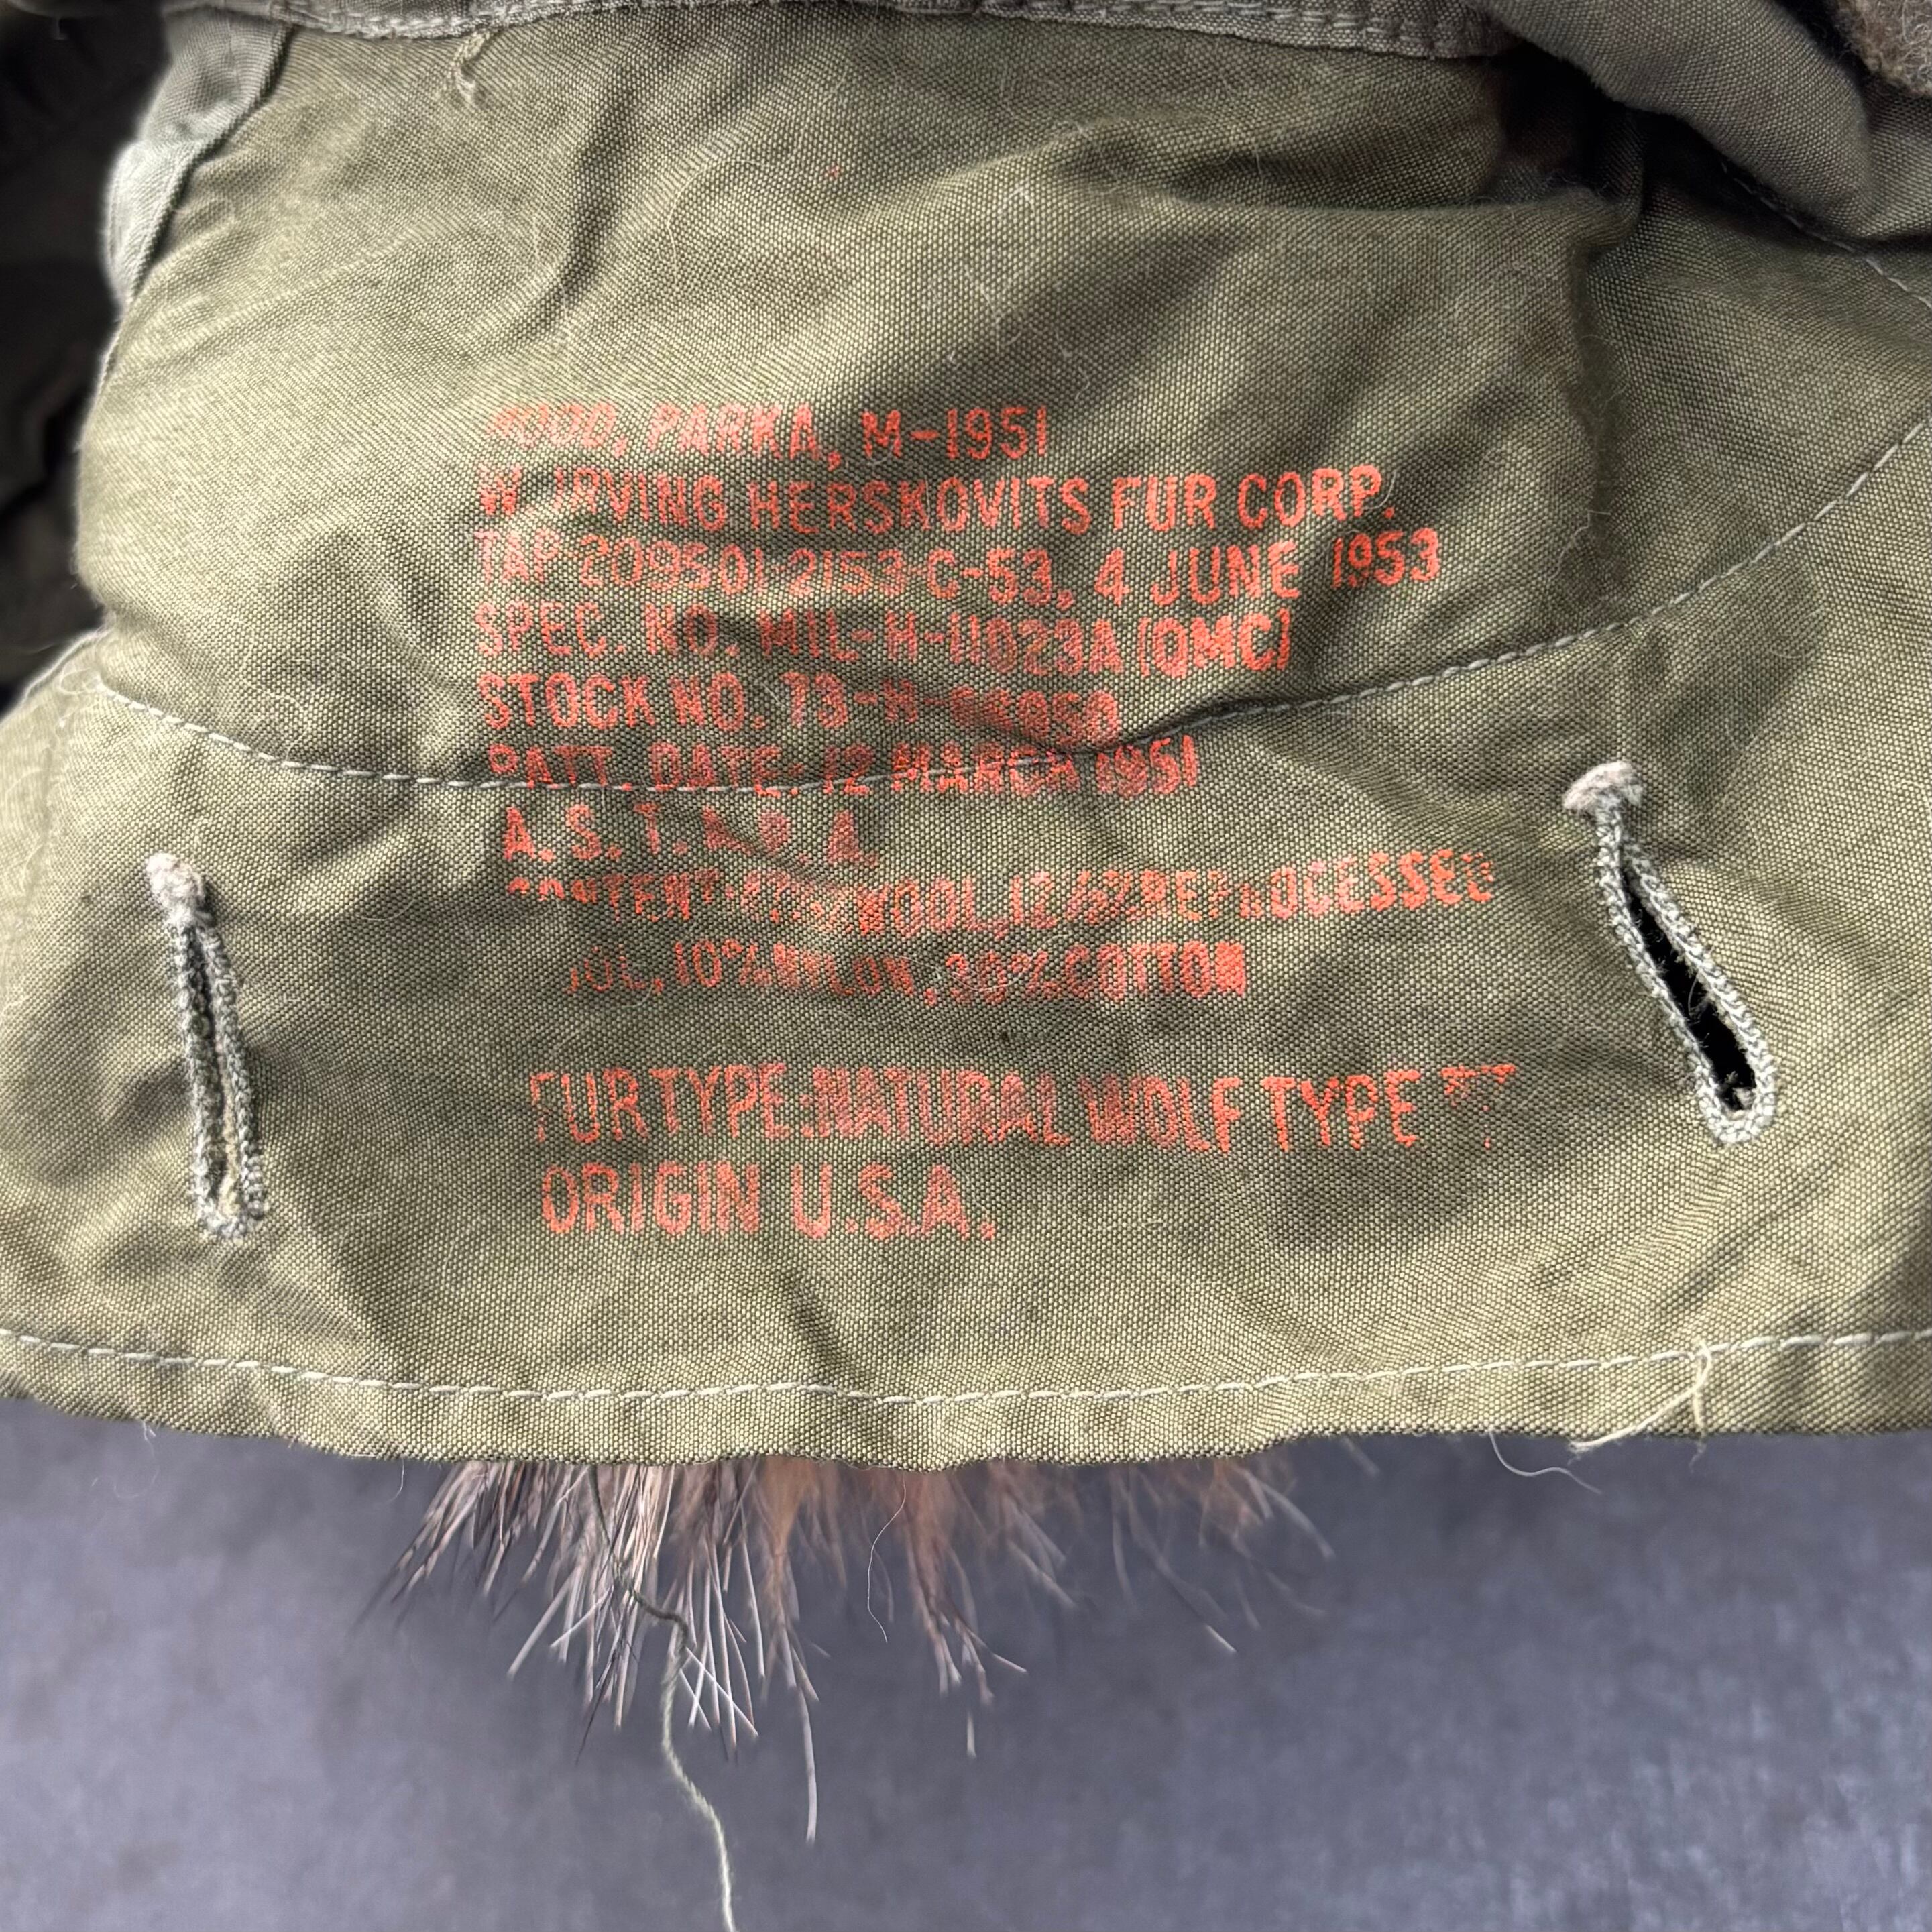 HOOD, PARKA, M-1951
W. IRVING HERSKOVITS FUR CORP.
TAP-209501-2153-C-53, 4 JUNE 1953
SPEC. NO. MIL-H-11023A (QMC)
STOCK NO.
PATT. DATE: 12 MARCH 1951
A. S. T. A. P. A.
CONTENT WOOL, REPROCESSED
10% NYLON, 30% COTTON
FUR TYPE: NATURAL WOLF TYPE
ORIGIN U.S.A.